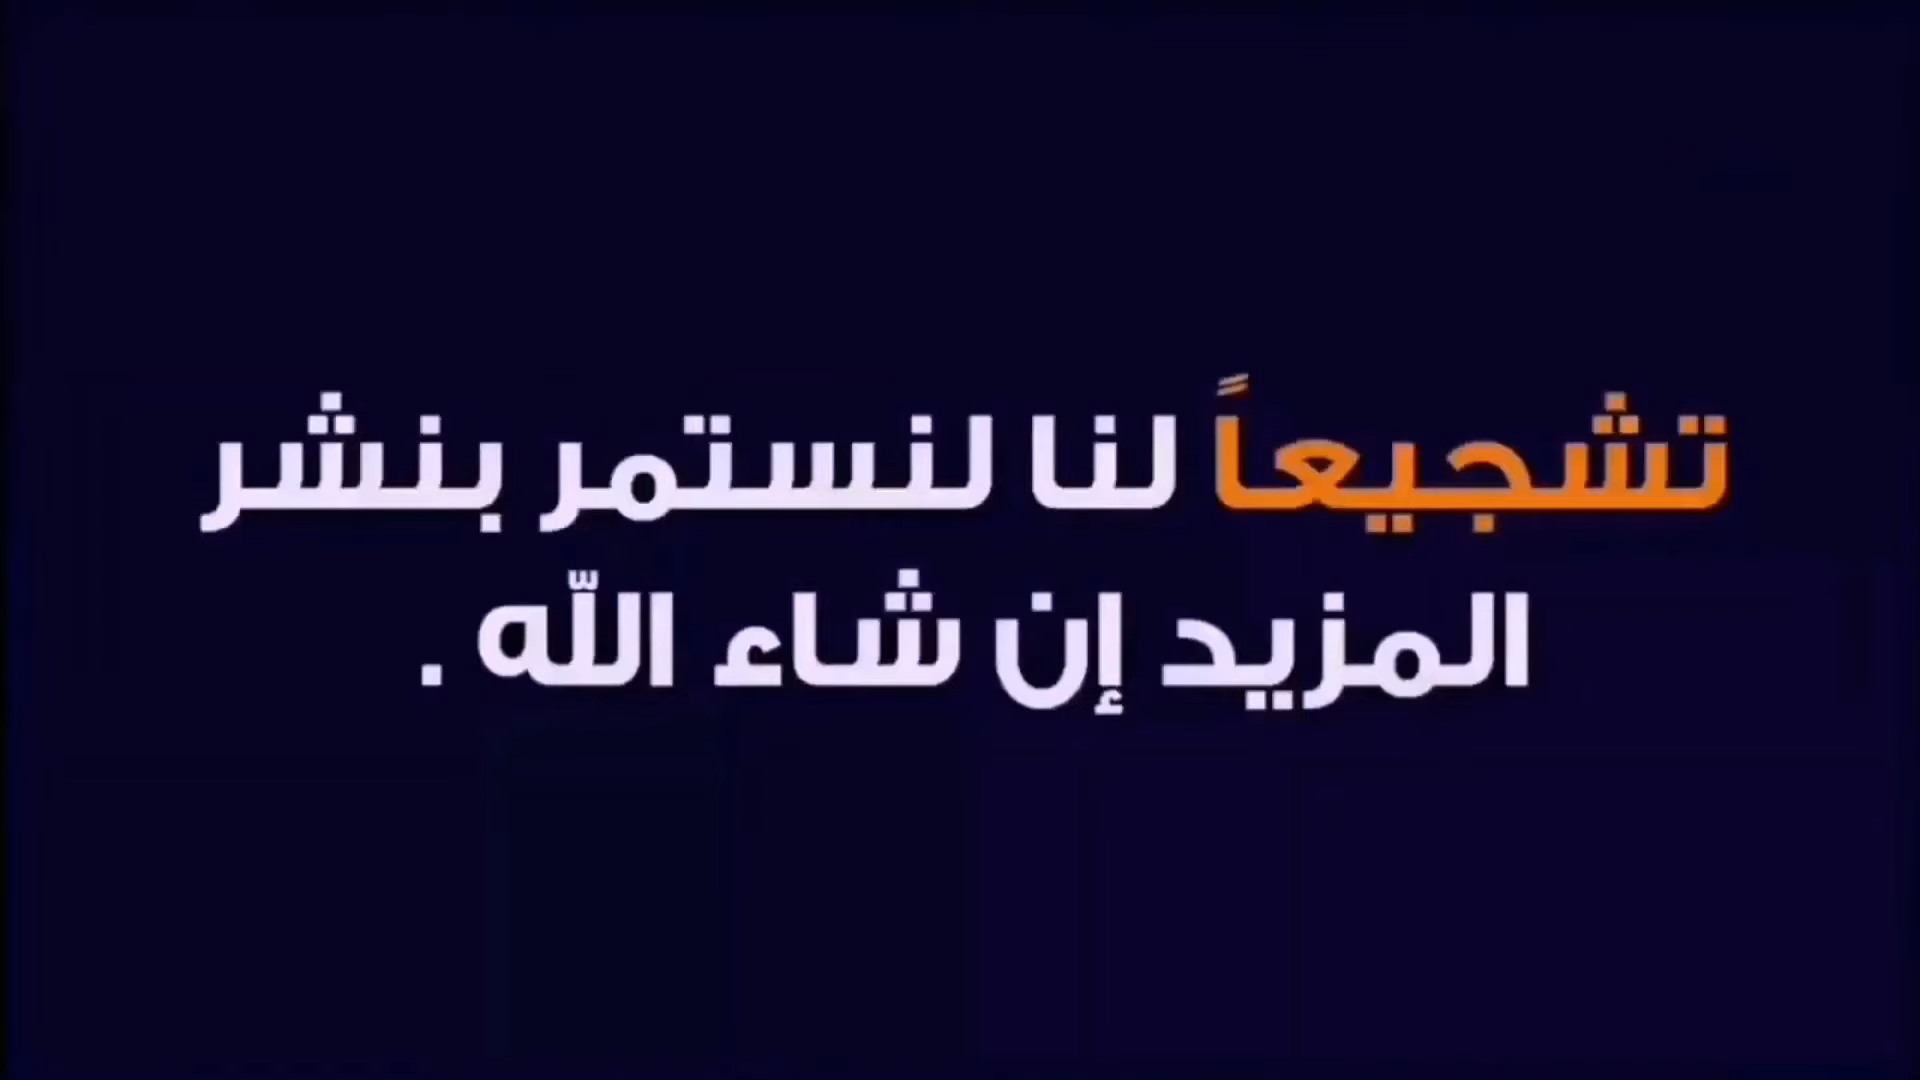 تشجيعاً لنا لنستمر بنشر
المزيد إن شاء اللّه .